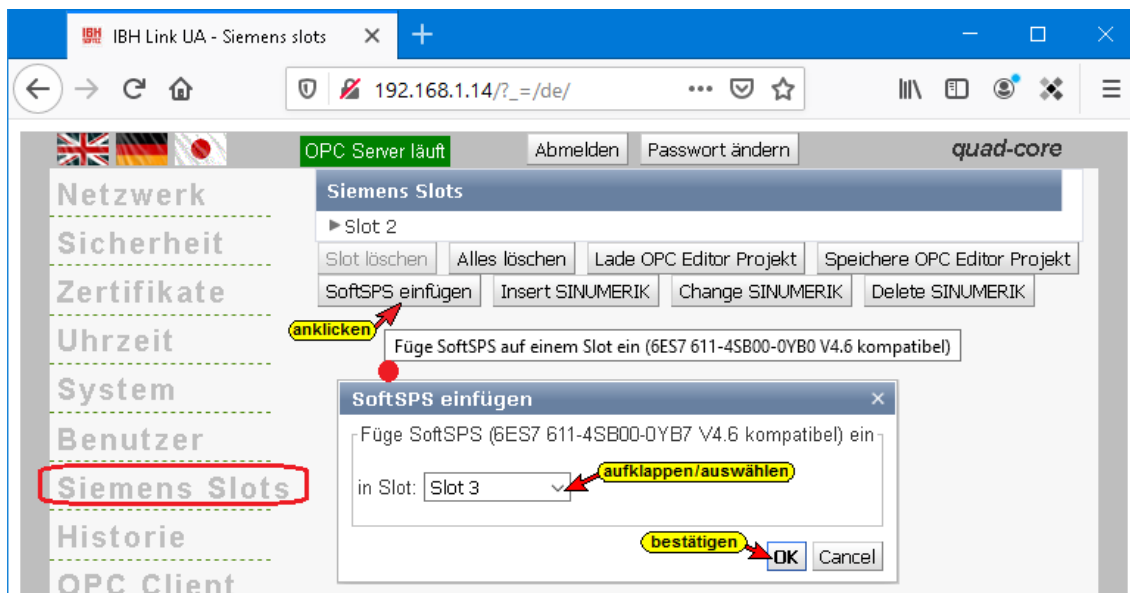 IBH Link UA - Siemens slots
192.168.1.14/?_=/de/
OPC Server läuft
Abmelden
Passwort ändern
quad-core
Netzwerk
Sicherheit
Zertifikate
Uhrzeit
System
Benutzer
Siemens Slots
Historie
OPC Client
Siemens Slots
Slot 2
Slot löschen
Alles löschen
Lade OPC Editor Projekt
Speichere OPC Editor Projekt
SoftSPS einfügen
Insert SINUMERIK
Change SINUMERIK
Delete SINUMERIK
anklicken
Füge SoftSPS auf einem Slot ein (6ES7 611-4SB00-0YB0 V4.6 kompatibel)
SoftSPS einfügen
Füge SoftSPS (6ES7 611-4SB00-0YB7 V4.6 kompatibel) ein
aufklappen/auswählen
in Slot: Slot 3
bestätigen
OK
Cancel